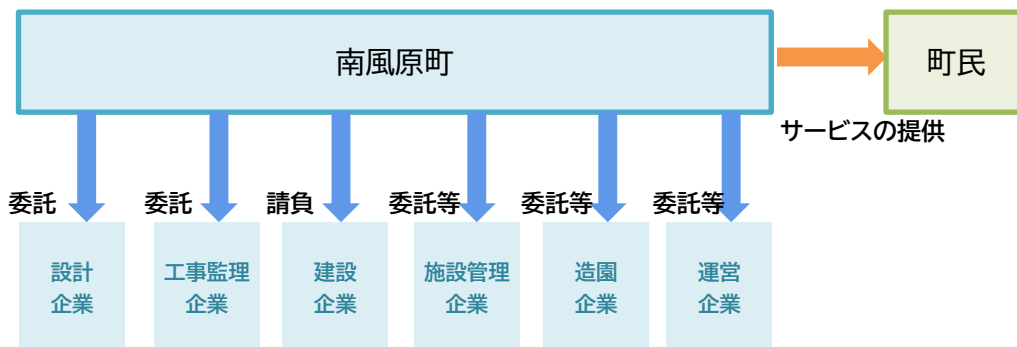 南風原町
町民
サービスの提供
委託
委託
請負
委託等
委託等
委託等
設計
企業
工事監理
企業
建設
企業
施設管理
企業
造園
企業
運営
企業